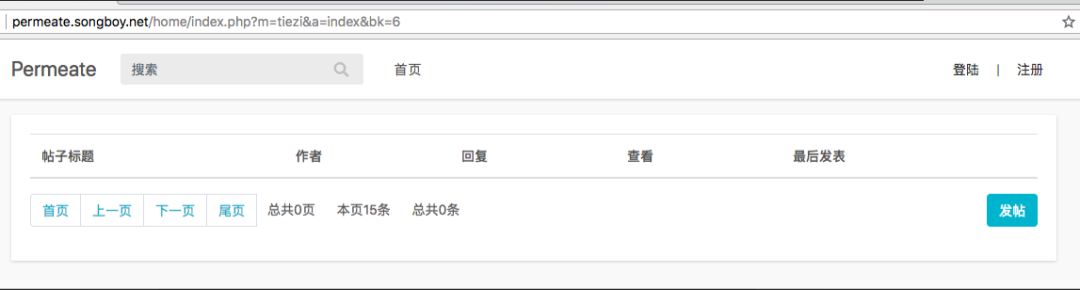 permeate.songboy.net/home/index.php?m=tiezi&a=index&bk=6
Permeate 搜索 首页 登陆 | 注册
帖子标题 作者 回复 查看 最后发表
首页 上一页 下一页 尾页 总共0页 本页15条 总共0条 发帖